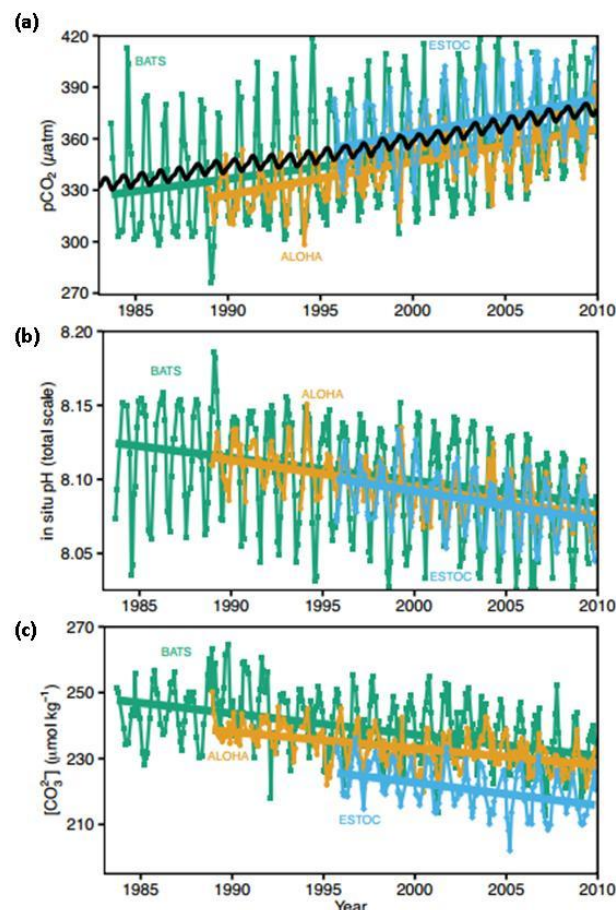 (a)
420
390
360
330
300
270
pCO₂ (μatm)
BATS
ESTOC
ALOHA
1985 1990 1995 2000 2005 2010
(b)
8.20
8.15
8.10
8.05
in situ pH (total scale)
BATS
ALOHA
ESTOC
1985 1990 1995 2000 2005 2010
(c)
270
250
230
210
[CO₃²⁻] (μmol kg⁻¹)
BATS
ALOHA
ESTOC
1985 1990 1995 2000 2005 2010
Year